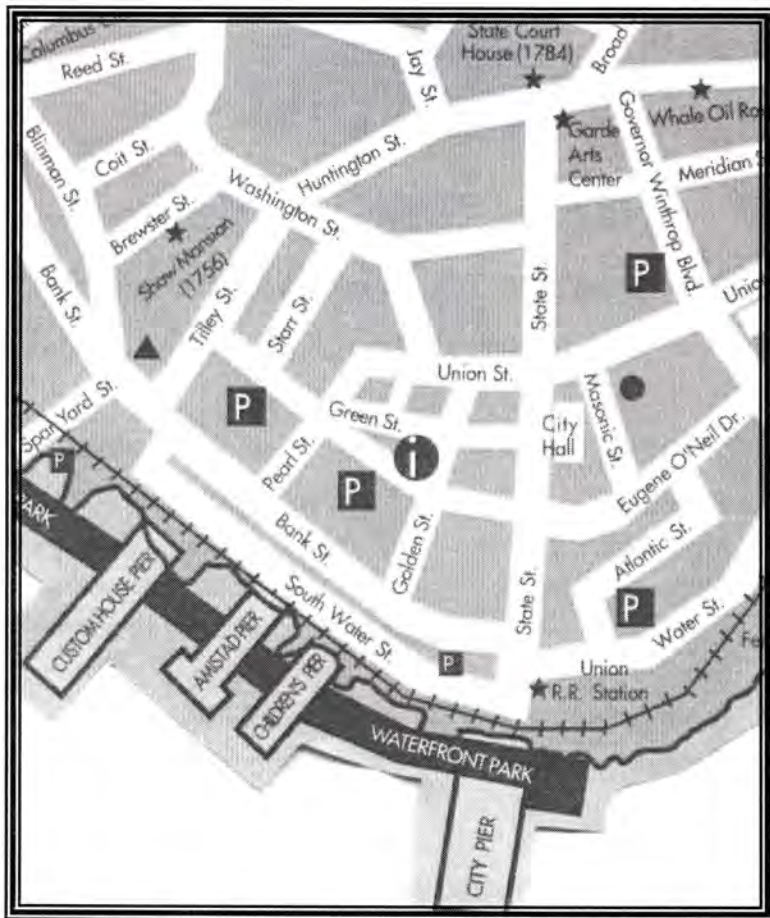 Columbus
Reed St.
Jay St.
State Court
House (1784)
Broad
Blinman St.
Coit St.
Huntington St.
Garde
Arts
Center
Governor Winthrop Blvd.
Whale Oil Ro
Meridian S
Washington St.
Brewster St.
Shaw Mansion
(1756)
Bank St.
Tilley St.
Starr St.
State St.
P
Union
Union St.
Masonic St.
Spar Yard St.
P
Green St.
City
Hall
i
Pearl St.
P
Eugene O'Neil Dr.
P
PARK
Bank St.
Golden St.
Atlantic St.
CUSTOM HOUSE PIER
South Water St.
State St.
P
Water St.
AMISTAD PIER
P
Union
R.R. Station
Fe
CHILDREN'S PIER
WATERFRONT PARK
CITY PIER